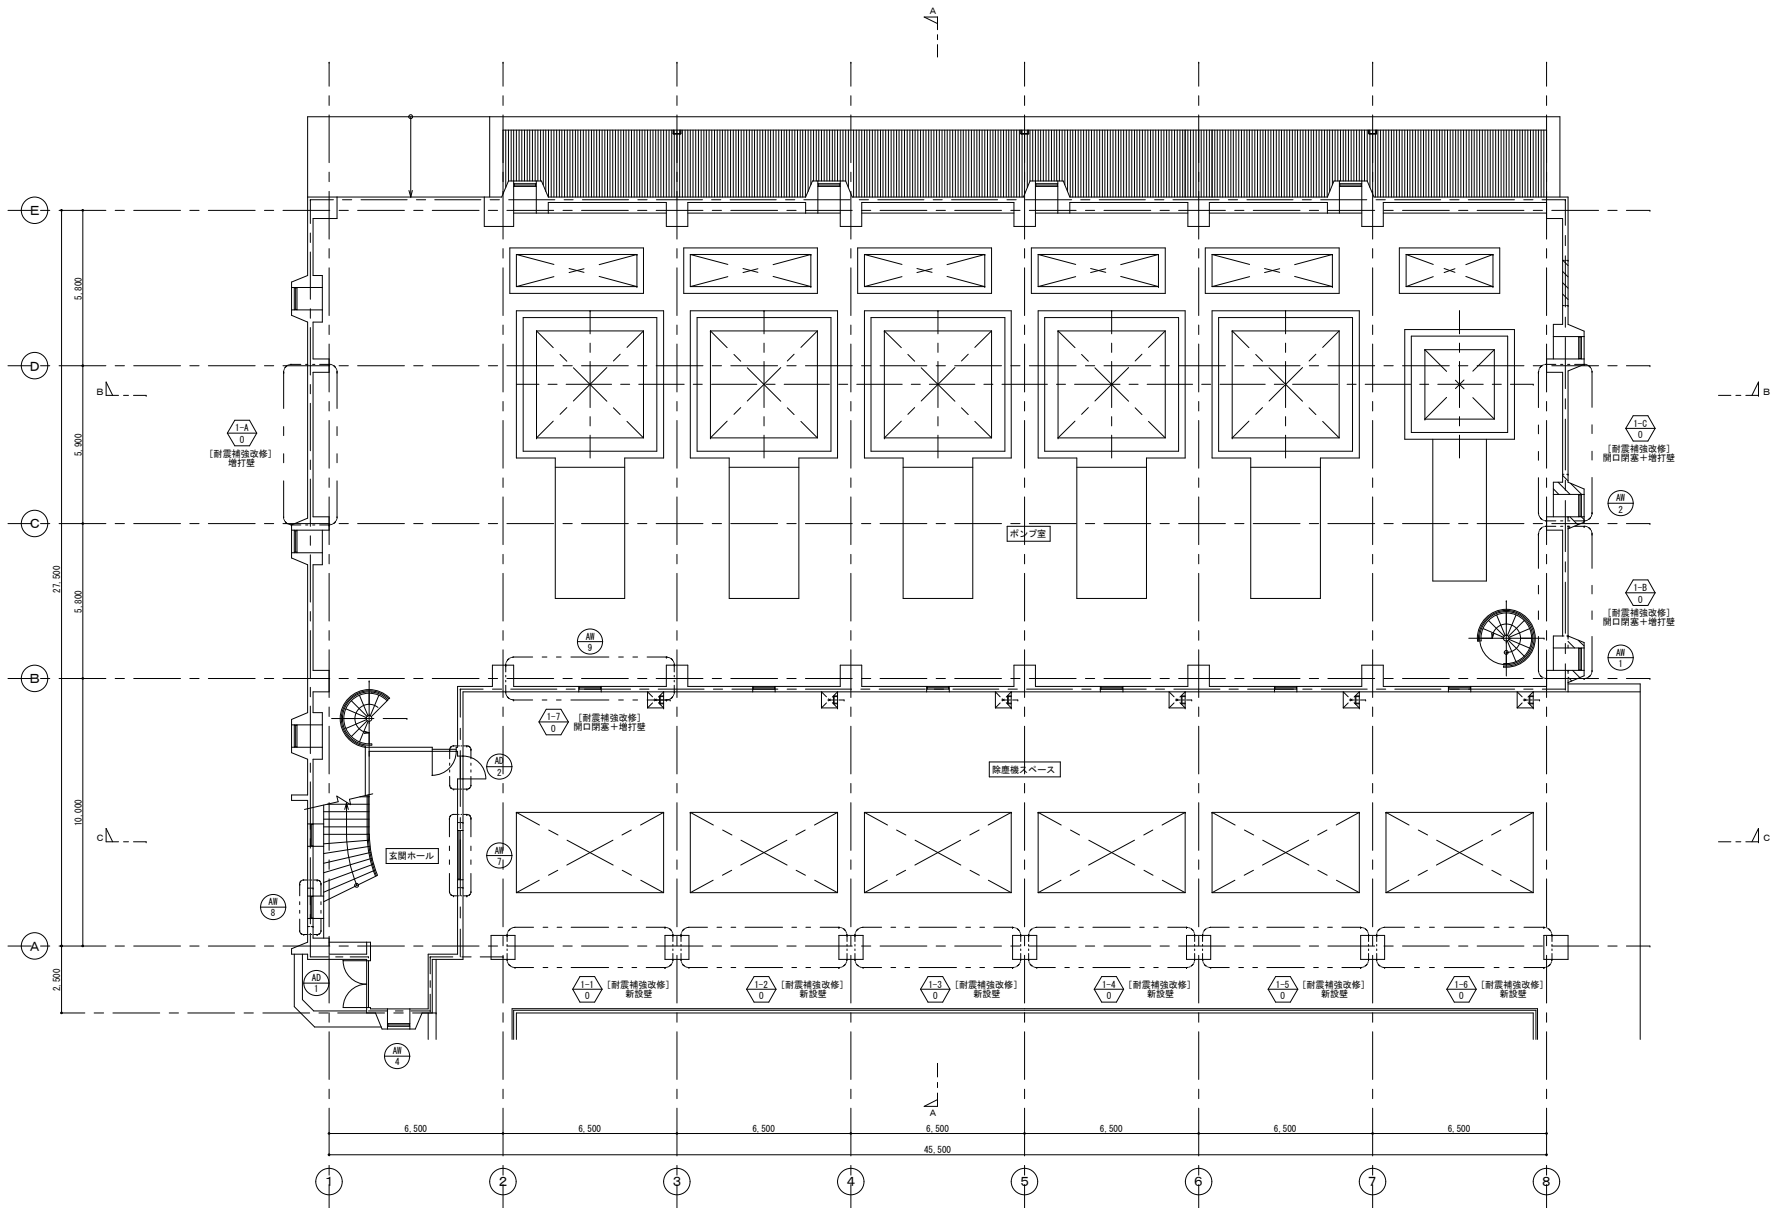 A
E
5,800
D
B
B
1-A
0
[耐震補強改修]
増打壁
1-C
0
[耐震補強改修]
開口閉塞+増打壁
5,900
AW
2
C
ポンプ室
27,500
5,800
1-B
0
[耐震補強改修]
開口閉塞+増打壁
AW
9
AW
1
B
1-7
0
[耐震補強改修]
開口閉塞+増打壁
AD
2
除塵機スペース
10,000
C
C
玄関ホール
AW
7
AW
8
A
2,500
AD
1
1-1
0
[耐震補強改修]
新設壁
1-2
0
[耐震補強改修]
新設壁
1-3
0
[耐震補強改修]
新設壁
1-4
0
[耐震補強改修]
新設壁
1-5
0
[耐震補強改修]
新設壁
1-6
0
[耐震補強改修]
新設壁
AW
4
A
6,500
6,500
6,500
6,500
6,500
6,500
6,500
45,500
1
2
3
4
5
6
7
8